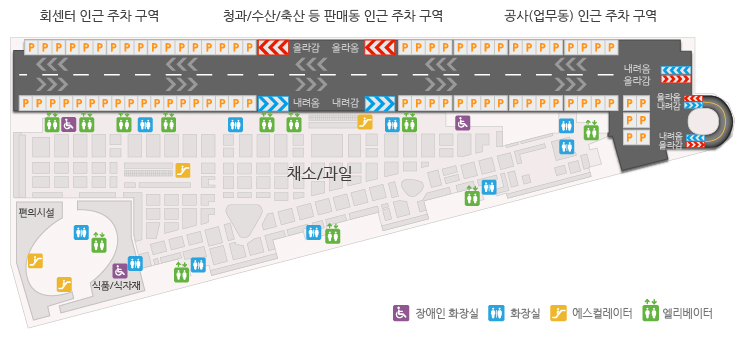 회센터 인근 주차 구역 청과/수산/축산 등 판매동 인근 주차 구역 공사(업무동) 인근 주차 구역
P P P P P P P P P P P P P P P P P P 올라감 올라옴 P P P P P P P P P P P P P P P P
내려옴
올라감
P P P P P P P P P P P P P P P P P P 내려옴 내려감 P P P P P P P P P P P P P P P P
P P
올라옴
내려감
P P
P P
내려옴
올라감
채소/과일
편의시설
식품/식자재
장애인 화장실 화장실 에스컬레이터 엘리베이터